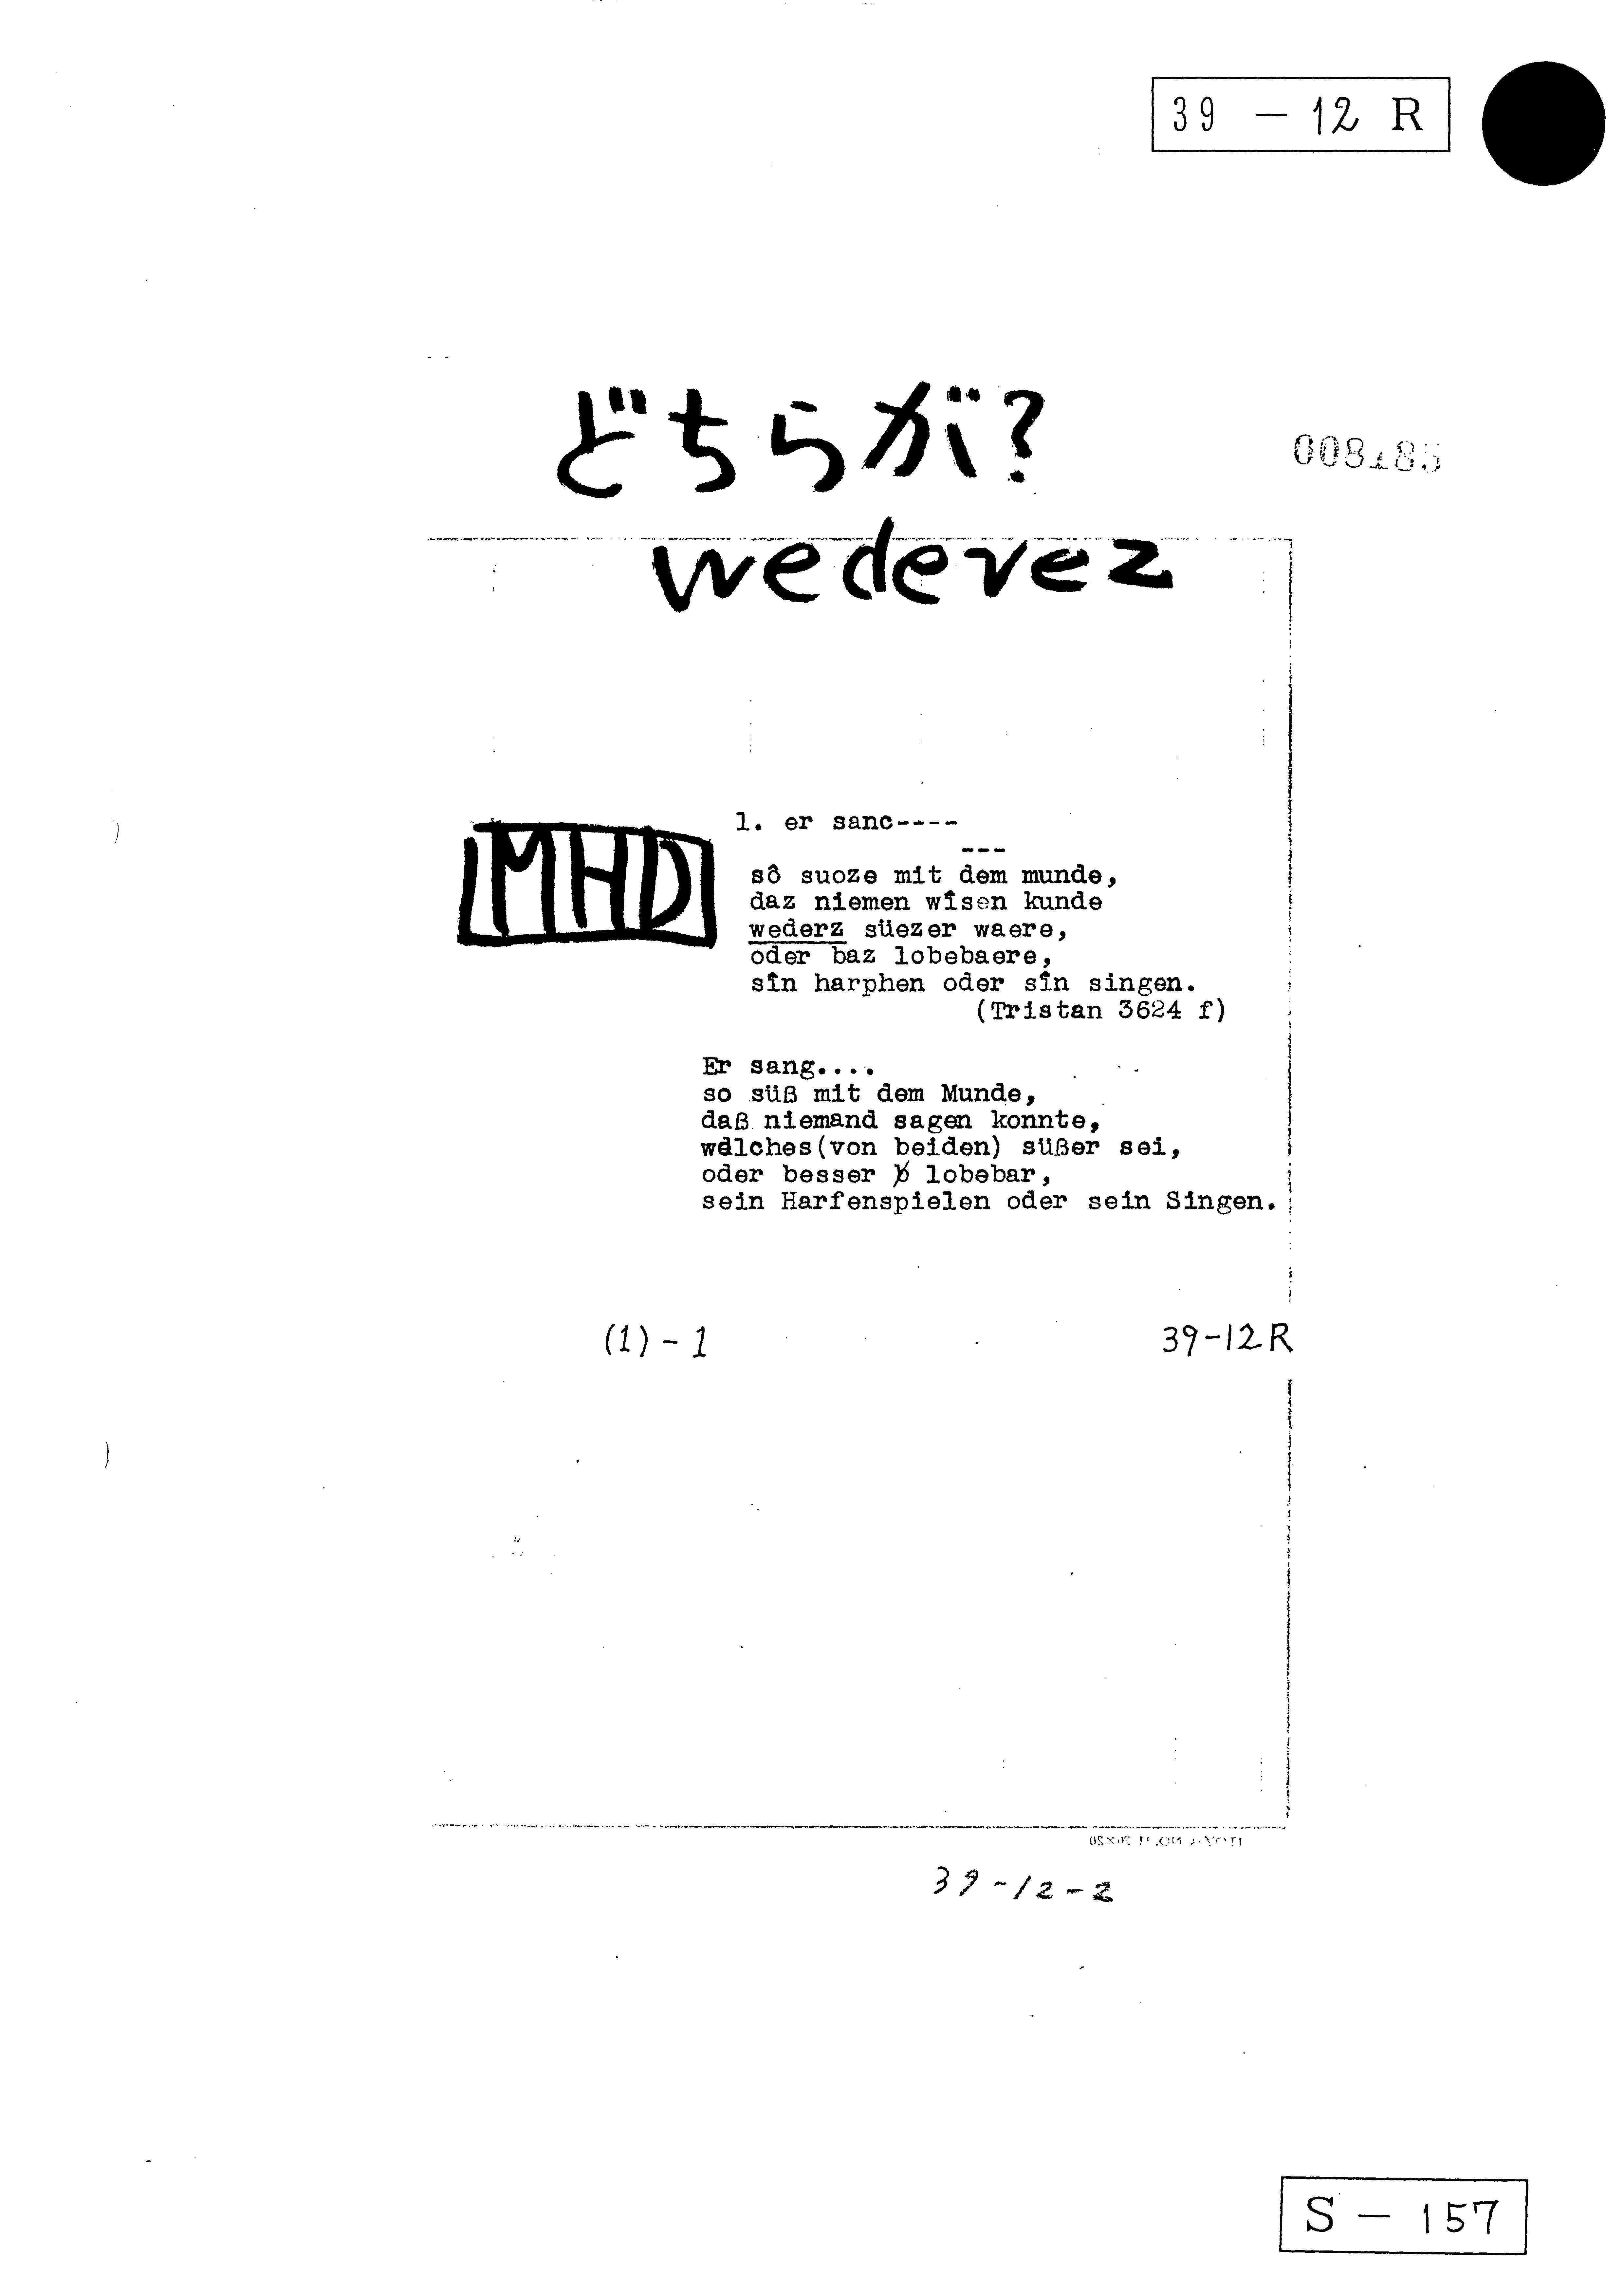 39 - 12 R
どちらが?
wederez
1. er sanc----
---
MHD
sô suoze mit dem munde,
daz niemen wîsen kunde
wederz süezer waere,
oder baz lobebaere,
sîn harphen oder sîn singen.
(Tristan 3624 f)
Er sang....
so süß mit dem Munde,
daß niemand sagen konnte,
welches(von beiden) süßer sei,
oder besser lobebar,
sein Harfenspielen oder sein Singen.
(1) - 1
39-12R
39-12-2
S - 157